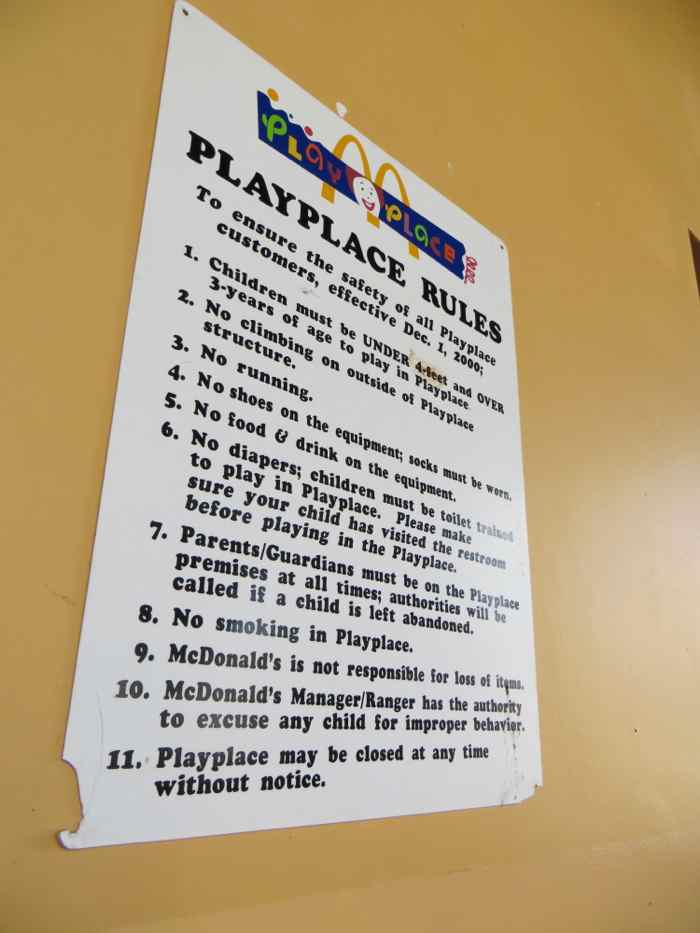 PLAY PLACE
PLAYPLACE RULES
To ensure the safety of all Playplace
customers, effective Dec. 1, 2000;
1. Children must be UNDER 4-feet and OVER
3-years of age to play in Playplace
2. No climbing on outside of Playplace
structure.
3. No running.
4. No shoes on the equipment; socks must be worn.
5. No food & drink on the equipment.
6. No diapers; children must be toilet trained
to play in Playplace. Please make
sure your child has visited the restroom
before playing in the Playplace.
7. Parents/Guardians must be on the Playplace
premises at all times; authorities will be
called if a child is left abandoned.
8. No smoking in Playplace.
9. McDonald's is not responsible for loss of items.
10. McDonald's Manager/Ranger has the authority
to excuse any child for improper behavior.
11. Playplace may be closed at any time
without notice.